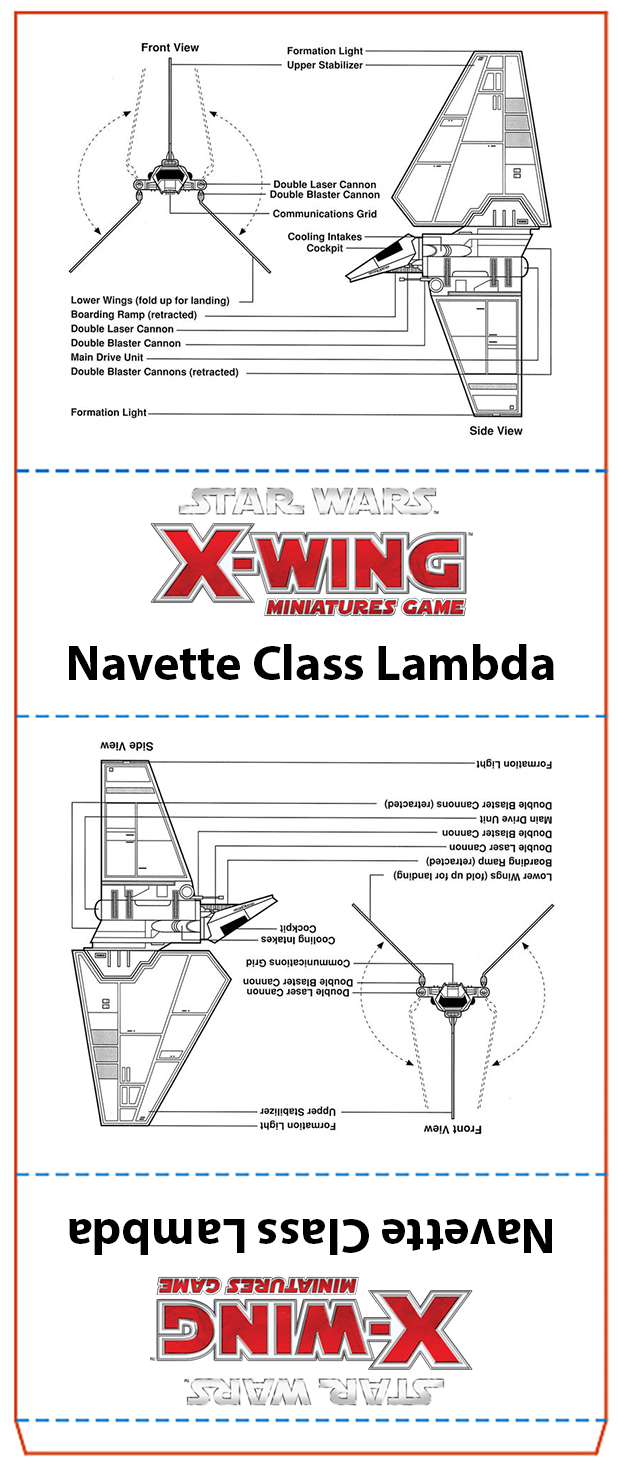 Front View
Formation Light
Upper Stabilizer
Double Laser Cannon
Double Blaster Cannon
Communications Grid
Cooling Intakes
Cockpit
Lower Wings (fold up for landing)
Boarding Ramp (retracted)
Double Laser Cannon
Double Blaster Cannon
Main Drive Unit
Double Blaster Cannons (retracted)
Formation Light
Side View
STAR WARS™
X-WING™
MINIATURES GAME
Navette Class Lambda
Side View
Formation Light
Double Blaster Cannons (retracted)
Main Drive Unit
Double Blaster Cannon
Double Laser Cannon
Boarding Ramp (retracted)
Lower Wings (fold up for landing)
Cockpit
Cooling Intakes
Communications Grid
Double Blaster Cannon
Double Laser Cannon
Upper Stabilizer
Formation Light
Front View
Navette Class Lambda
MINIATURES GAME
X-WING™
STAR WARS™